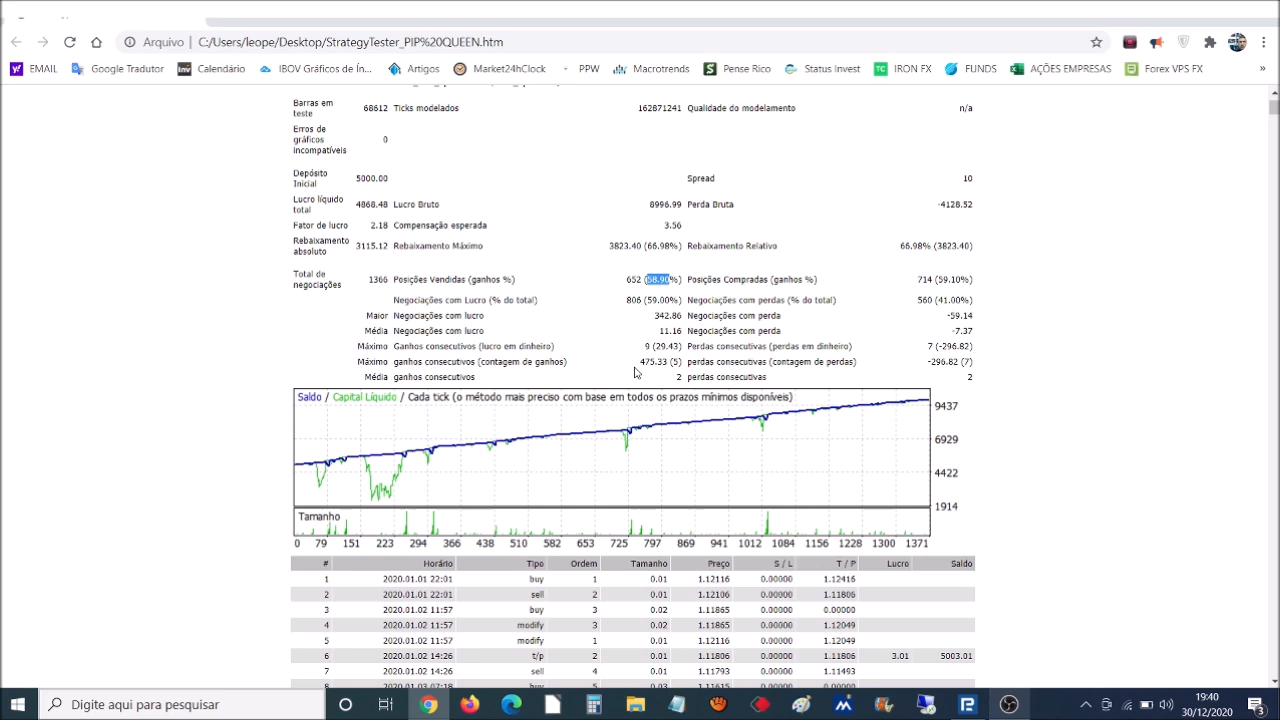 Arquivo | C:/Users/leope/Desktop/StrategyTester_PIP%20QUEEN.htm
EMAIL Google Tradutor Calendário IBOV Gráficos de Ín... Artigos Market24hClock - PPW Macrotrends Pense Rico Status Invest IRON FX FUNDS AÇÕES EMPRESAS Forex VPS FX »
Barras em teste 68612 Ticks modelados 162871241 Qualidade do modelamento n/a
Erros de gráficos incompatíveis 0
Depósito Inicial 5000.00 Spread 10
Lucro líquido total 4868.48 Lucro Bruto 8996.99 Perda Bruta -4128.52
Fator de lucro 2.18 Compensação esperada 3.56
Rebaixamento absoluto 3115.12 Rebaixamento Máximo 3823.40 (66.98%) Rebaixamento Relativo 66.98% (3823.40)
Total de negociações 1366 Posições Vendidas (ganhos %) 652 (58.90%) Posições Compradas (ganhos %) 714 (59.10%)
Negociações com Lucro (% do total) 806 (59.00%) Negociações com perdas (% do total) 560 (41.00%)
Maior Negociações com lucro 342.86 Negociações com perda -59.14
Média Negociações com lucro 11.16 Negociações com perda -7.37
Máximo Ganhos consecutivos (lucro em dinheiro) 9 (29.43) Perdas consecutivas (perdas em dinheiro) 7 (-296.82)
Máximo ganhos consecutivos (contagem de ganhos) 475.33 (5) perdas consecutivas (contagem de perdas) -296.82 (7)
Média ganhos consecutivos 2 perdas consecutivas 2
Saldo / Capital Líquido / Cada tick (o método mais preciso com base em todos os prazos mínimos disponíveis)
9437
6929
4422
1914
Tamanho
0 79 151 223 294 366 438 510 582 653 725 797 869 941 1012 1084 1156 1228 1300 1371
# Horário Tipo Ordem Tamanho Preço S / L T / P Lucro Saldo
1 2020.01.01 22:01 buy 1 0.01 1.12116 0.00000 1.12416
2 2020.01.01 22:01 sell 2 0.01 1.12106 0.00000 1.11806
3 2020.01.02 11:57 buy 3 0.02 1.11865 0.00000 0.00000
4 2020.01.02 11:57 modify 3 0.02 1.11865 0.00000 1.12049
5 2020.01.02 11:57 modify 1 0.01 1.12116 0.00000 1.12049
6 2020.01.02 14:26 t/p 2 0.01 1.11806 0.00000 1.11806 3.01 5003.01
7 2020.01.02 14:26 sell 4 0.01 1.11793 0.00000 1.11493
Digite aqui para pesquisar
19:40
30/12/2020
3